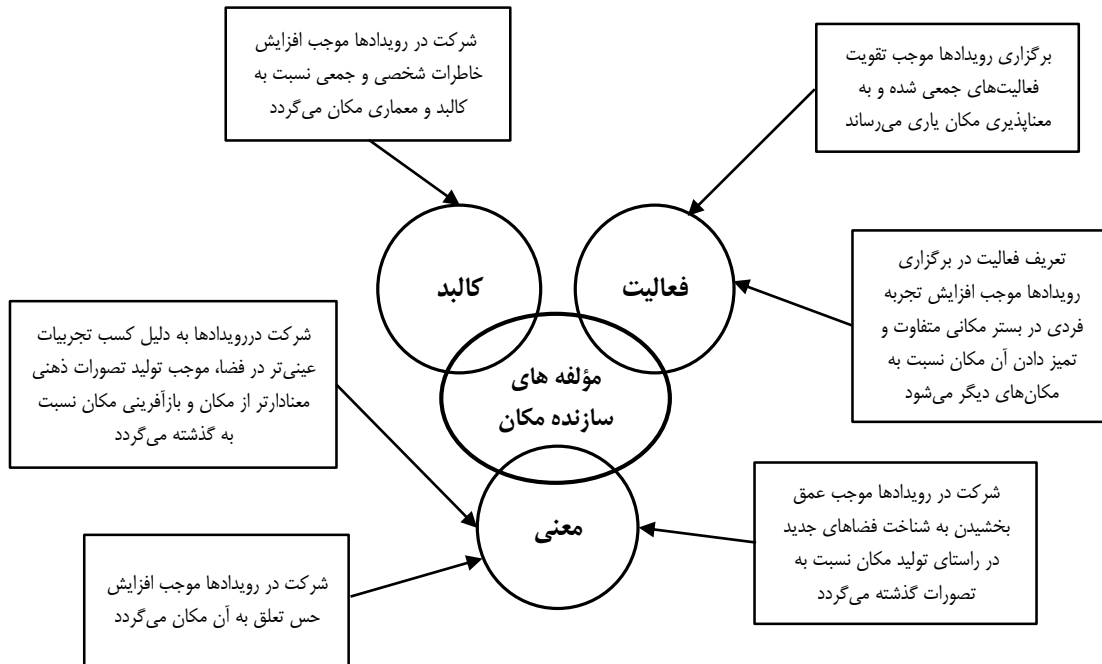 شرکت در رویدادها موجب افزایش
خاطرات شخصی و جمعی نسبت به
کالبد و معماری مکان می‌گردد
برگزاری رویدادها موجب تقویت
فعالیت‌های جمعی شده و به
معناپذیری مکان یاری می‌رساند
کالبد
فعالیت
تعریف فعالیت در برگزاری
رویدادها موجب افزایش تجربه
فردی در بستر مکانی متفاوت و
تمیز دادن آن مکان نسبت به
مکان‌های دیگر می‌شود
شرکت دررویدادها به دلیل کسب تجربیات
عینی‌تر در فضا، موجب تولید تصورات ذهنی
معنادارتر از مکان و بازآفرینی مکان نسبت
به گذشته می‌گردد
مؤلفه های
سازنده مکان
معنی
شرکت در رویدادها موجب عمق
بخشیدن به شناخت فضاهای جدید
در راستای تولید مکان نسبت به
تصورات گذشته می‌گردد
شرکت در رویدادها موجب افزایش
حس تعلق به آن مکان می‌گردد